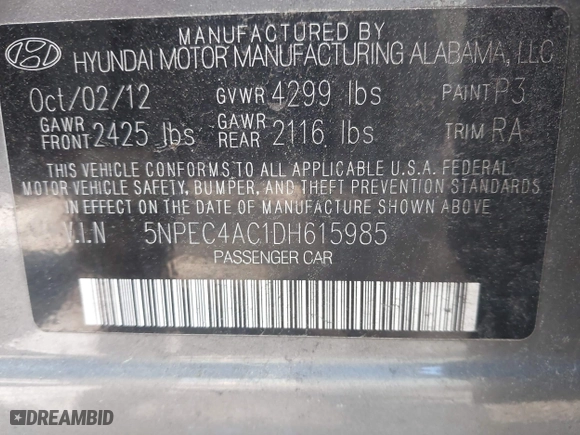 MANUFACTURED BY
HYUNDAI MOTOR MANUFACTURING ALABAMA, LLC
Oct/02/12 GVWR 4299 lbs PAINT P3
GAWR FRONT 2425 lbs GAWR REAR 2116 lbs TRIM RA
THIS VEHICLE CONFORMS TO ALL APPLICABLE U.S.A. FEDERAL
MOTOR VEHICLE SAFETY, BUMPER, AND THEFT PREVENTION STANDARDS
IN EFFECT ON THE DATE OF MANUFACTURE SHOWN ABOVE
V.I.N 5NPEC4AC1DH615985
PASSENGER CAR
DREAMBID